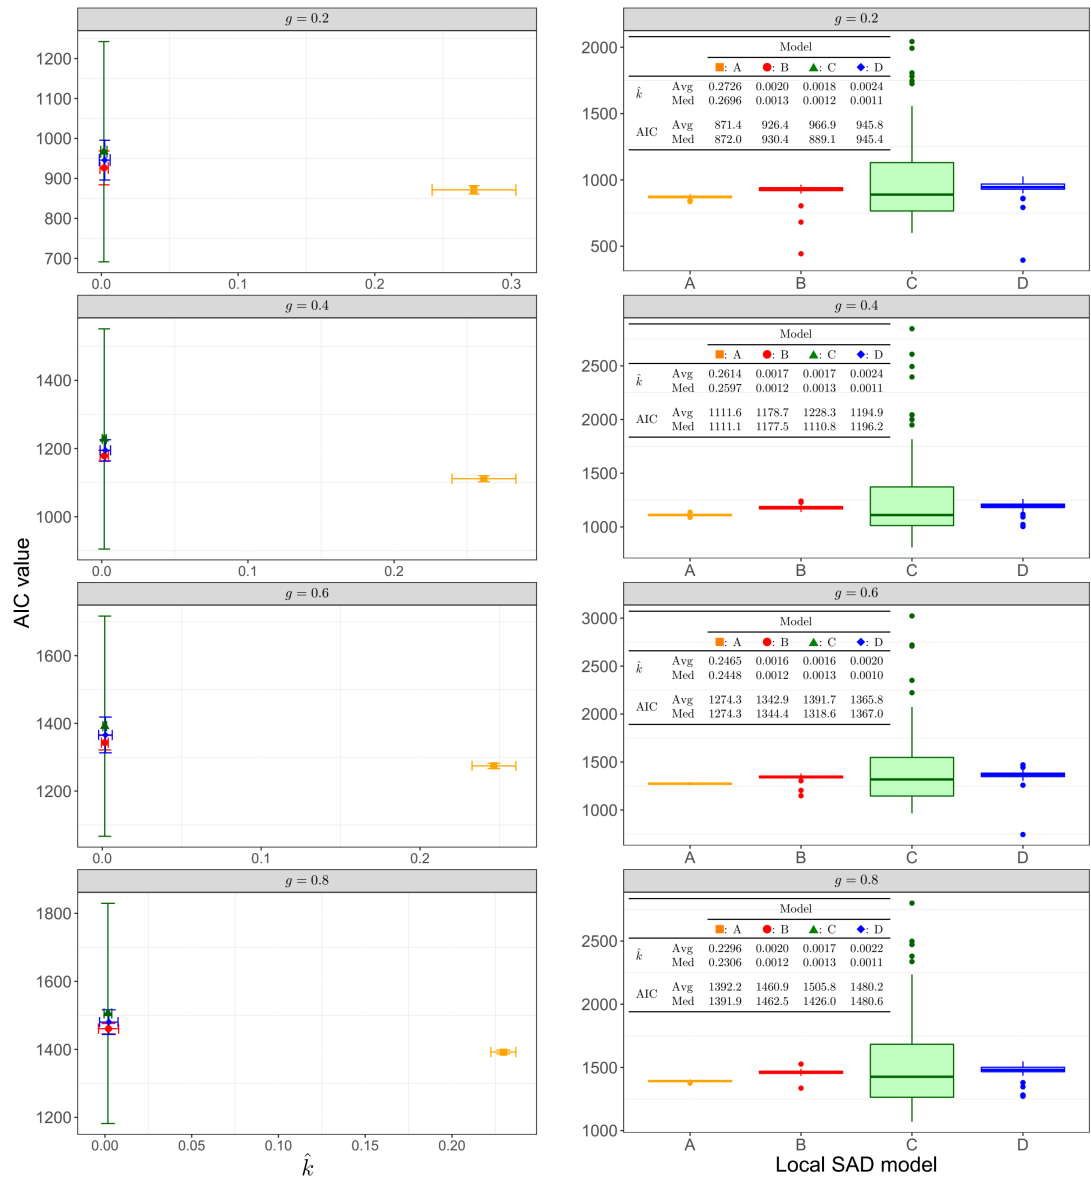 AIC value
g = 0.2
1200
1100
1000
900
800
700
0.0 0.1 0.2 0.3
g = 0.4
1400
1200
1000
0.0 0.1 0.2
g = 0.6
1600
1400
1200
0.0 0.1 0.2
g = 0.8
1800
1600
1400
1200
0.00 0.05 0.10 0.15 0.20
k̂
g = 0.2
2000
1500
1000
500
Model
: A : B : C : D
k̂ Avg 0.2726 0.0020 0.0018 0.0024
Med 0.2696 0.0013 0.0012 0.0011
AIC Avg 871.4 926.4 966.9 945.8
Med 872.0 930.4 889.1 945.4
A B C D
g = 0.4
2500
2000
1500
1000
Model
: A : B : C : D
k̂ Avg 0.2614 0.0017 0.0017 0.0024
Med 0.2597 0.0012 0.0013 0.0011
AIC Avg 1111.6 1178.7 1228.3 1194.9
Med 1111.1 1177.5 1110.8 1196.2
A B C D
g = 0.6
3000
2500
2000
1500
1000
Model
: A : B : C : D
k̂ Avg 0.2465 0.0016 0.0016 0.0020
Med 0.2448 0.0012 0.0013 0.0010
AIC Avg 1274.3 1342.9 1391.7 1365.8
Med 1274.3 1344.4 1318.6 1367.0
A B C D
g = 0.8
2500
2000
1500
1000
Model
: A : B : C : D
k̂ Avg 0.2296 0.0020 0.0017 0.0022
Med 0.2306 0.0012 0.0013 0.0011
AIC Avg 1392.2 1460.9 1505.8 1480.2
Med 1391.9 1462.5 1426.0 1480.6
A B C D
Local SAD model